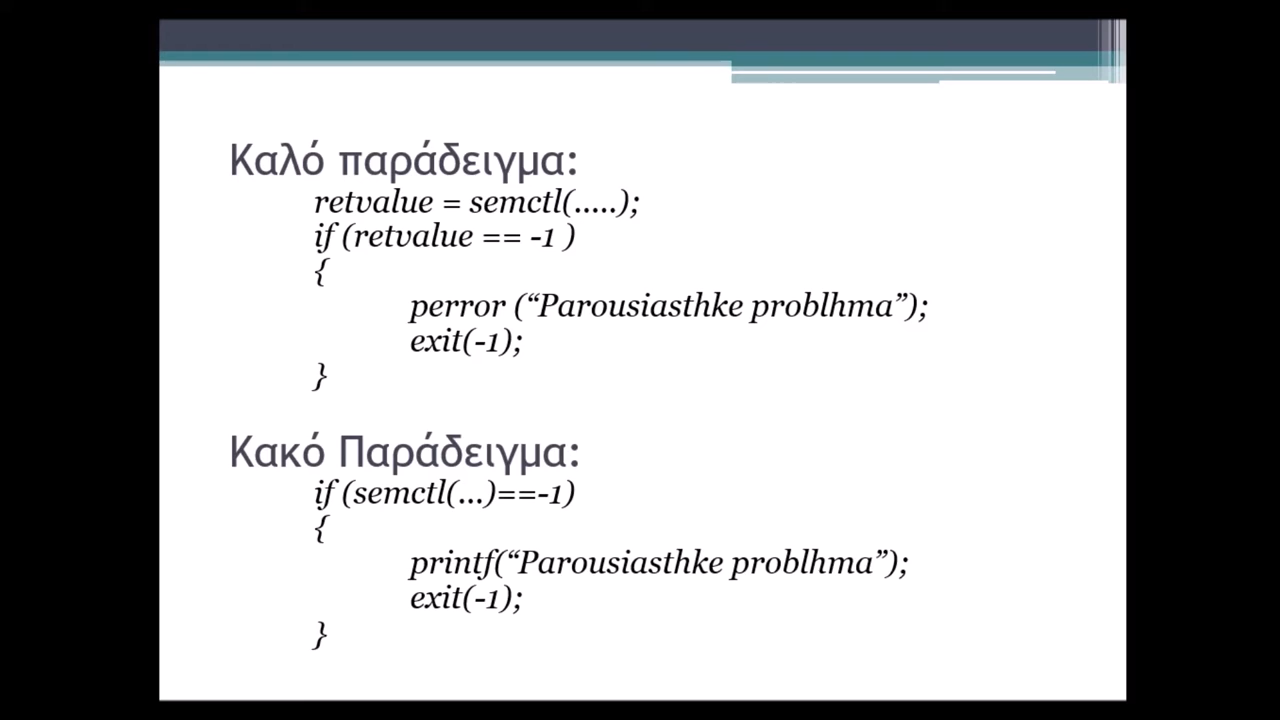 Καλό παράδειγμα:
retvalue = semctl(.....);
if (retvalue == -1 )
{
perror (“Parousiasthke problhma”);
exit(-1);
}
Κακό Παράδειγμα:
if (semctl(...)==-1)
{
printf(“Parousiasthke problhma”);
exit(-1);
}